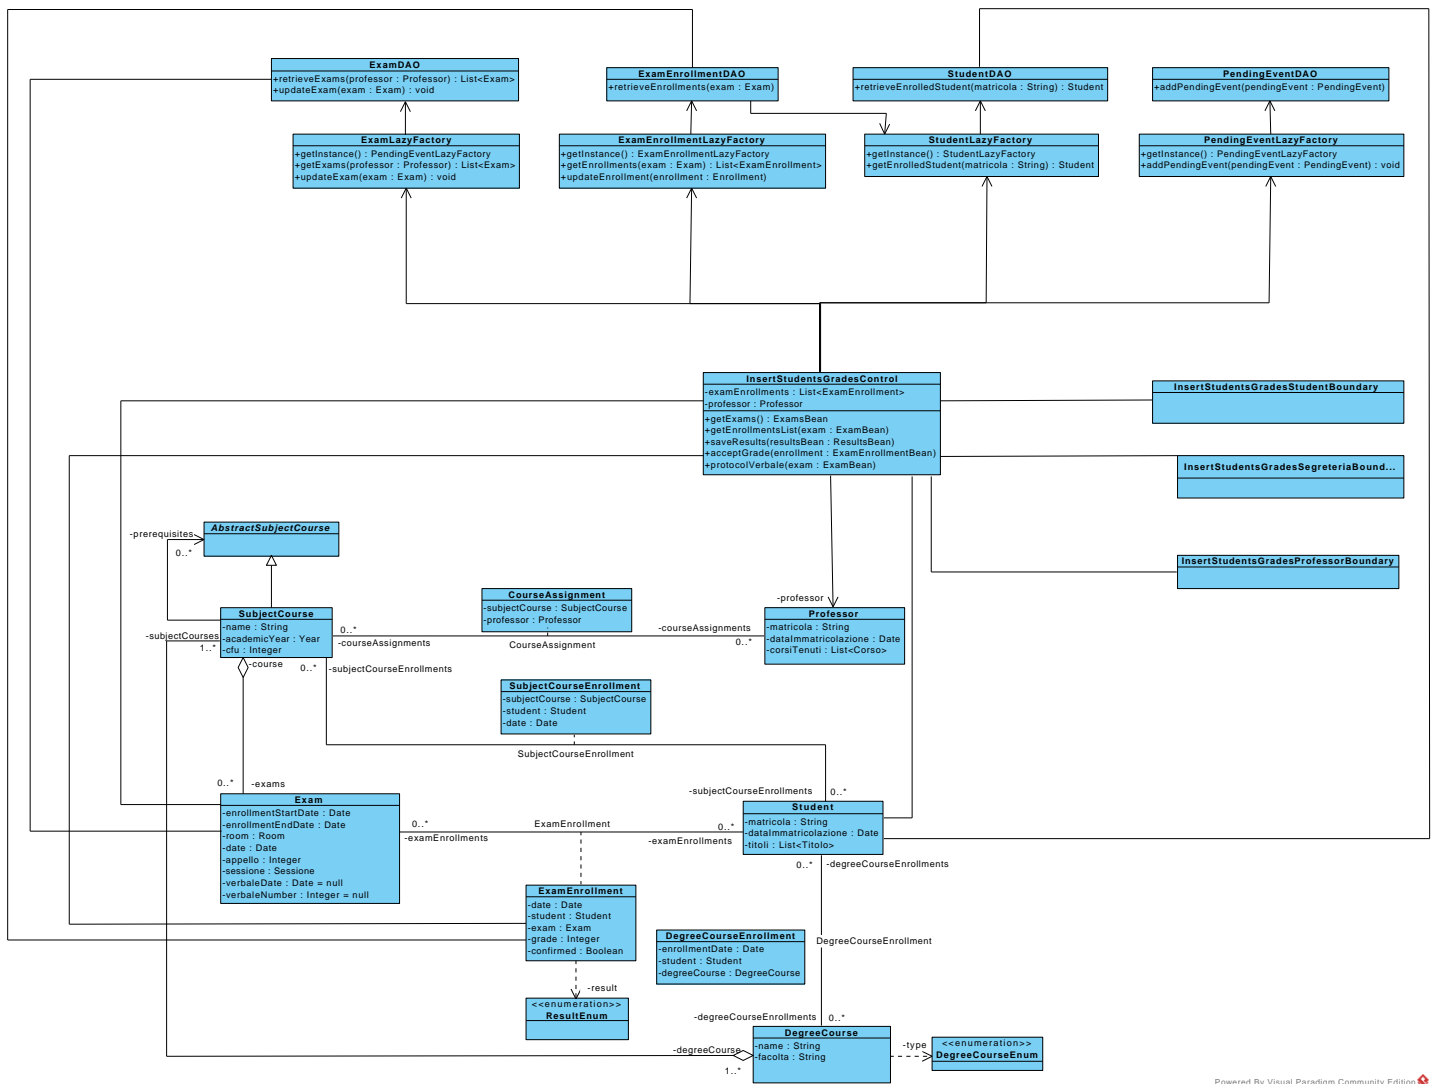 ExamDAO
+retrieveExams(professor : Professor) : List<Exam>
+updateExam(exam : Exam) : void
ExamEnrollmentDAO
+retrieveEnrollments(exam : Exam)
StudentDAO
+retrieveEnrolledStudent(matricola : String) : Student
PendingEventDAO
+addPendingEvent(pendingEvent : PendingEvent)
ExamLazyFactory
+getInstance() : PendingEventLazyFactory
+getExams(professor : Professor) : List<Exam>
+updateExam(exam : Exam) : void
ExamEnrollmentLazyFactory
+getInstance() : ExamEnrollmentLazyFactory
+getEnrollments(exam : Exam) : List<ExamEnrollment>
+updateEnrollment(enrollment : Enrollment)
StudentLazyFactory
+getInstance() : StudentLazyFactory
+getEnrolledStudent(matricola : String) : Student
PendingEventLazyFactory
+getInstance() : PendingEventLazyFactory
+addPendingEvent(pendingEvent : PendingEvent) : void
InsertStudentsGradesControl
-examEnrollments : List<ExamEnrollment>
-professor : Professor
+getExams() : ExamsBean
+getEnrollmentsList(exam : ExamBean)
+saveResults(resultsBean : ResultsBean)
+acceptGrade(enrollment : ExamEnrollmentBean)
+protocolVerbale(exam : ExamBean)
InsertStudentsGradesStudentBoundary
InsertStudentsGradesSegreteriaBound...
InsertStudentsGradesProfessorBoundary
AbstractSubjectCourse
-prerequisites
0..*
SubjectCourse
-name : String
-academicYear : Year
-cfu : Integer
-subjectCourses
1..*
CourseAssignment
-subjectCourse : SubjectCourse
-professor : Professor
0..*
-courseAssignments
CourseAssignment
-courseAssignments
0..*
-professor
Professor
-matricola : String
-dataImmatricolazione : Date
-corsiTenuti : List<Corso>
-course
0..*
-subjectCourseEnrollments
SubjectCourseEnrollment
-subjectCourse : SubjectCourse
-student : Student
-date : Date
SubjectCourseEnrollment
0..*
-exams
-subjectCourseEnrollments
0..*
Exam
-enrollmentStartDate : Date
-enrollmentEndDate : Date
-room : Room
-date : Date
-appello : Integer
-sessione : Sessione
-verbaleDate : Date = null
-verbaleNumber : Integer = null
0..*
-examEnrollments
ExamEnrollment
0..*
-examEnrollments
Student
-matricola : String
-dataImmatricolazione : Date
-titoli : List<Titolo>
0..*
-degreeCourseEnrollments
ExamEnrollment
-date : Date
-student : Student
-exam : Exam
-grade : Integer
-confirmed : Boolean
DegreeCourseEnrollment
-enrollmentDate : Date
-student : Student
-degreeCourse : DegreeCourse
DegreeCourseEnrollment
-result
<<enumeration>>
ResultEnum
-degreeCourseEnrollments
0..*
DegreeCourse
-name : String
-facolta : String
-degreeCourse
1..*
-type
<<enumeration>>
DegreeCourseEnum
Powered By Visual Paradigm Community Edition